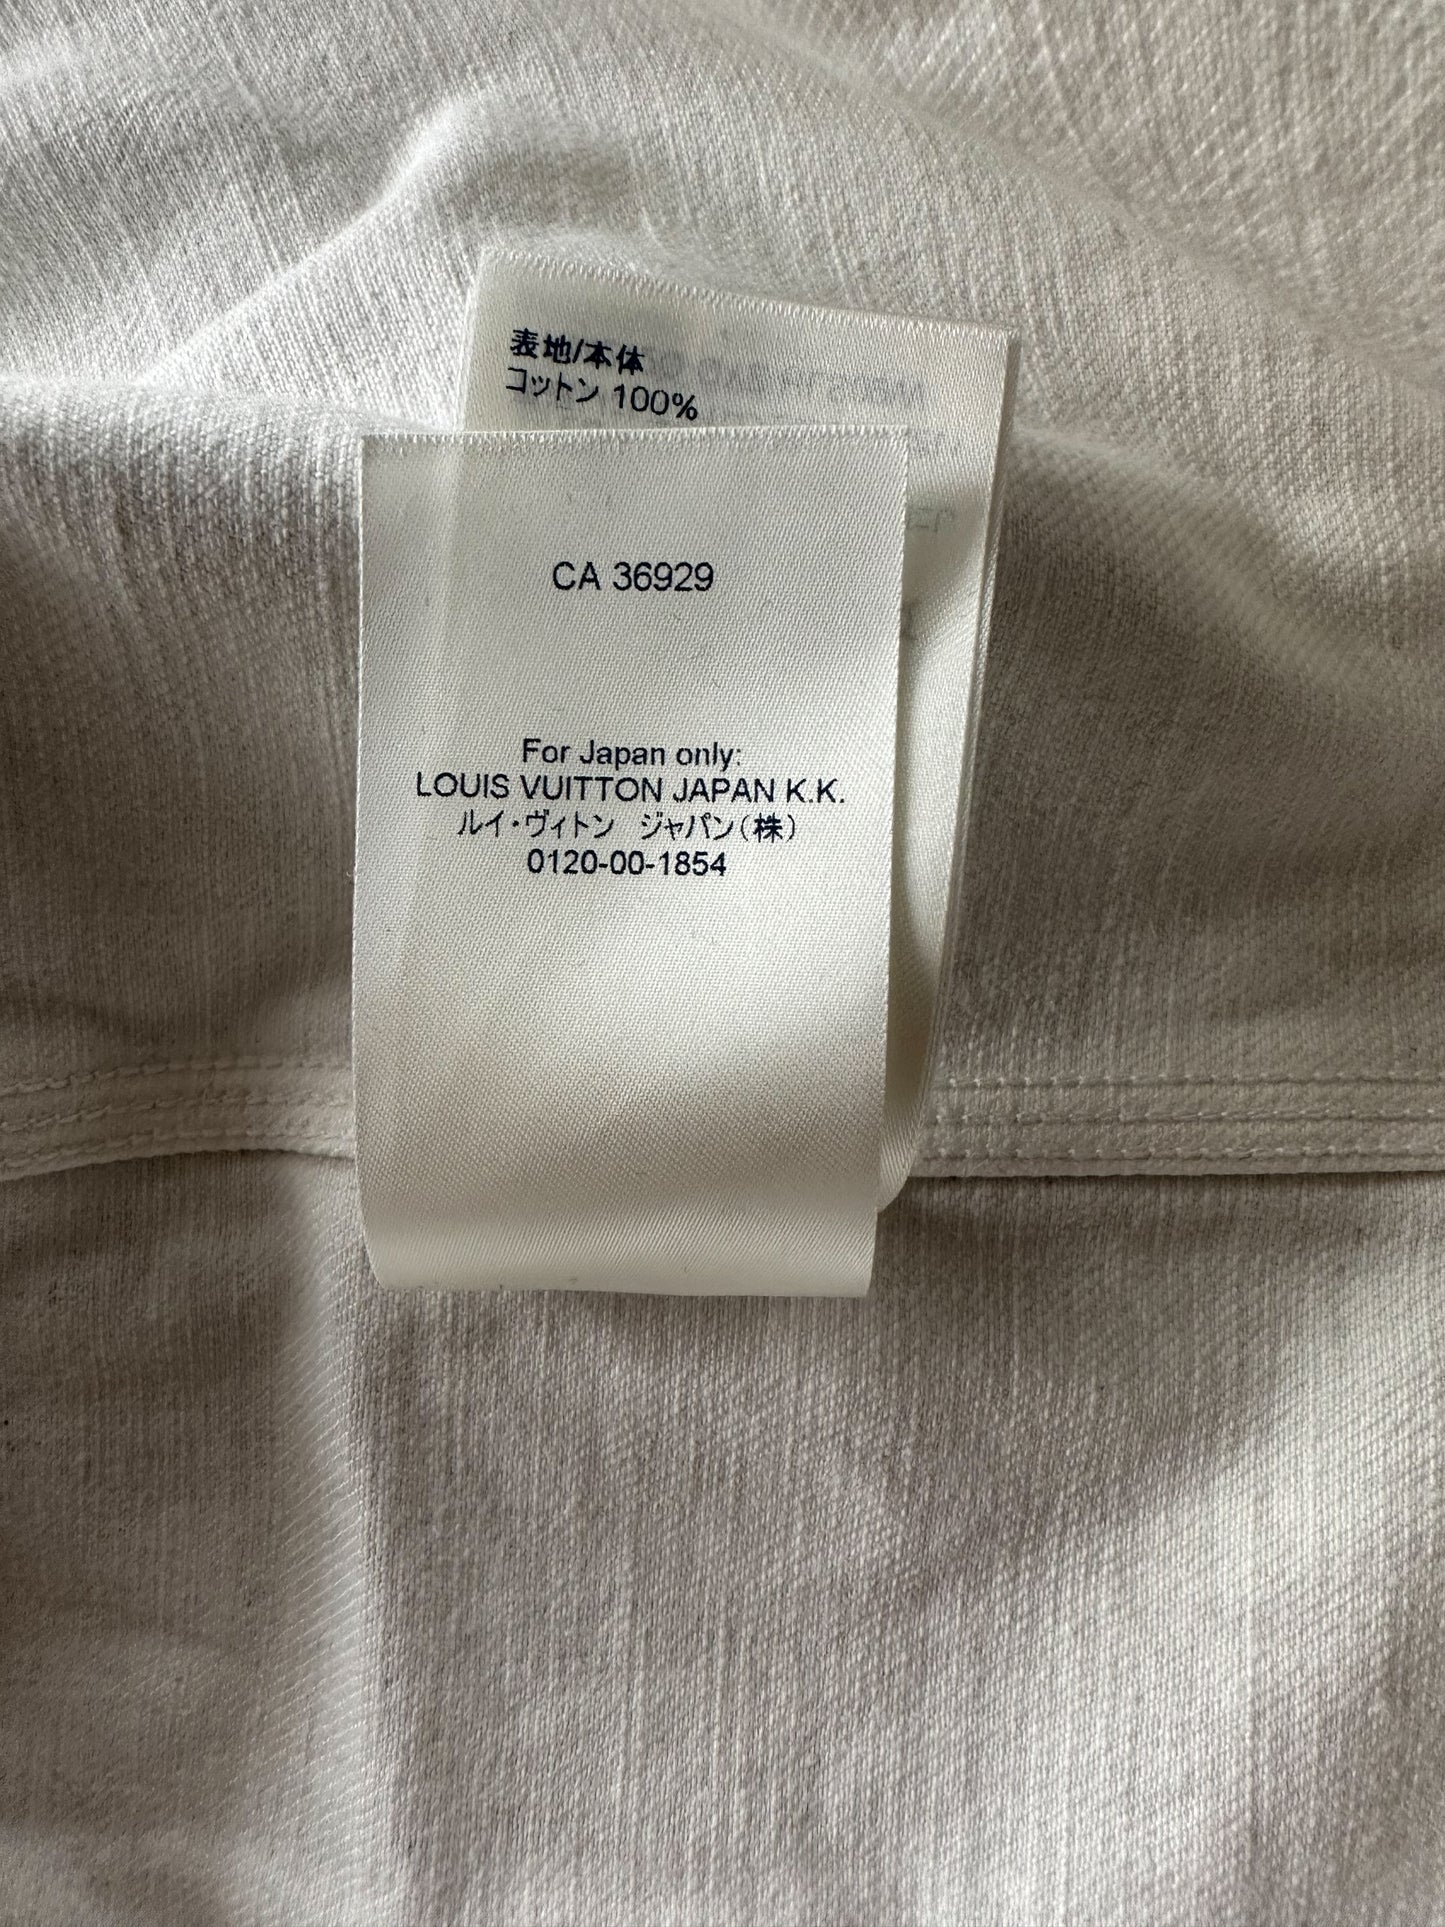 表地/本体
コットン 100%
CA 36929
For Japan only:
LOUIS VUITTON JAPAN K.K.
ルイ・ヴィトン ジャパン(株)
0120-00-1854